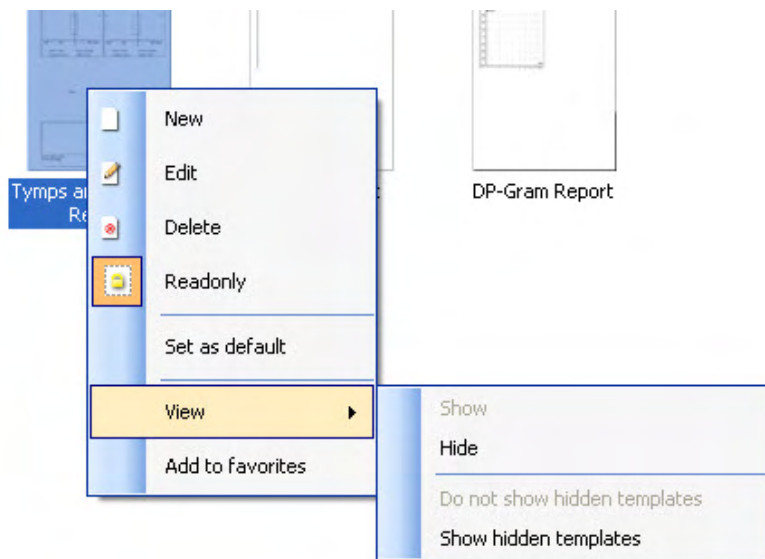 New
Edit
Tymps a
DP-Gram Report
Re
Delete
Readonly
Set as default
View
Show
Hide
Add to favorites
Do not show hidden templates
Show hidden templates